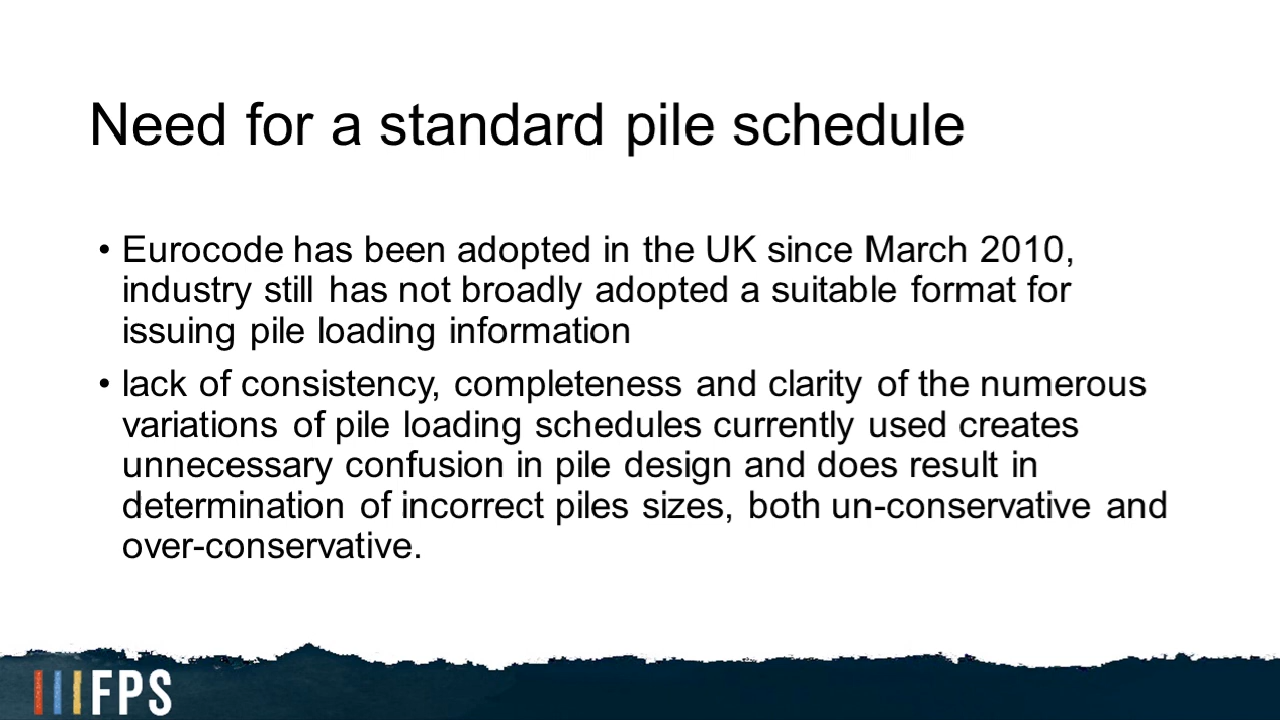 Need for a standard pile schedule
• Eurocode has been adopted in the UK since March 2010,
industry still has not broadly adopted a suitable format for
issuing pile loading information
• lack of consistency, completeness and clarity of the numerous
variations of pile loading schedules currently used creates
unnecessary confusion in pile design and does result in
determination of incorrect piles sizes, both un-conservative and
over-conservative.
FPS